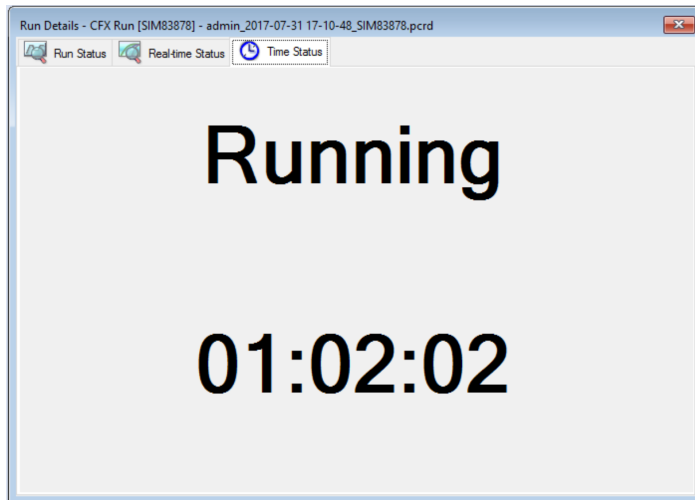 Run Details - CFX Run [SIM83878] - admin_2017-07-31 17-10-48_SIM83878.pcrd
Run Status Real-time Status Time Status
Running
01:02:02